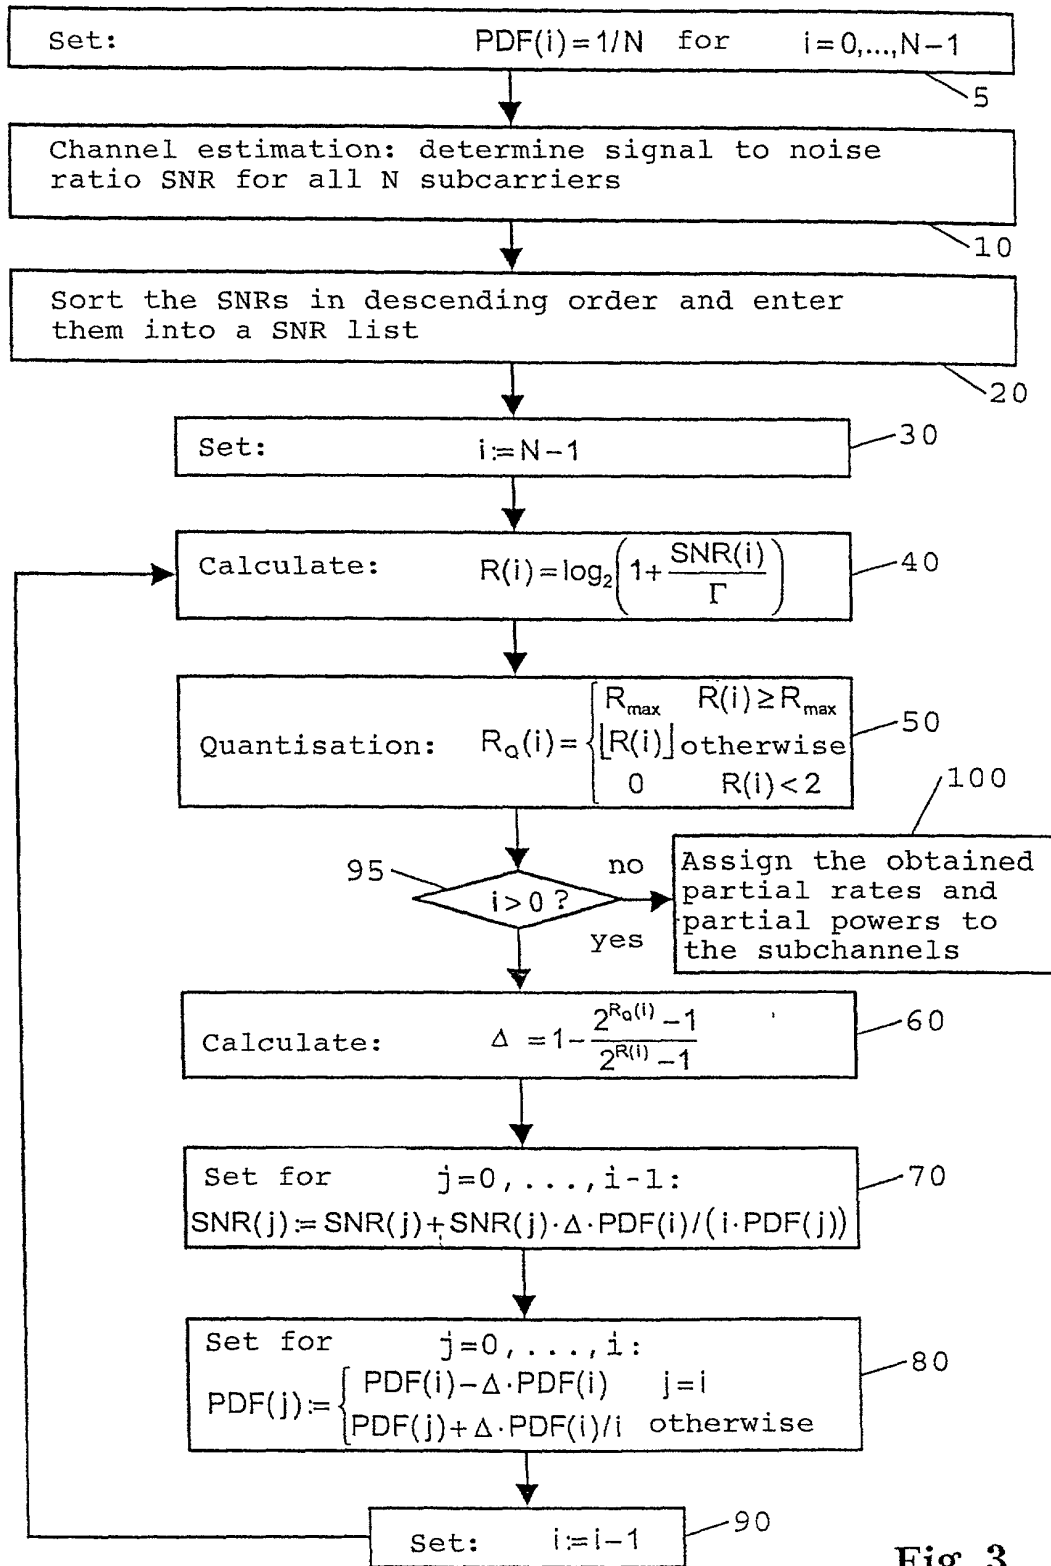 Set: PDF(i)=1/N for i=0,...,N−1
5
Channel estimation: determine signal to noise
ratio SNR for all N subcarriers
10
Sort the SNRs in descending order and enter
them into a SNR list
20
Set: i:=N−1
30
Calculate: R(i)=log₂(1+SNR(i)/Γ)
40
Quantisation: R_Q(i)={
R_max R(i)≥R_max
⌊R(i)⌋ otherwise
0 R(i)<2
50
95
i>0 ?
no
yes
100
Assign the obtained
partial rates and
partial powers to
the subchannels
Calculate: Δ =1−(2^{R_Q(i)}−1)/(2^{R(i)}−1)
60
Set for j=0,...,i-1:
SNR(j):=SNR(j)+SNR(j)·Δ·PDF(i)/(i·PDF(j))
70
Set for j=0,...,i:
PDF(j):={
PDF(i)−Δ·PDF(i) j=i
PDF(j)+Δ·PDF(i)/i otherwise
80
Set: i:=i−1
90
Fig. 3